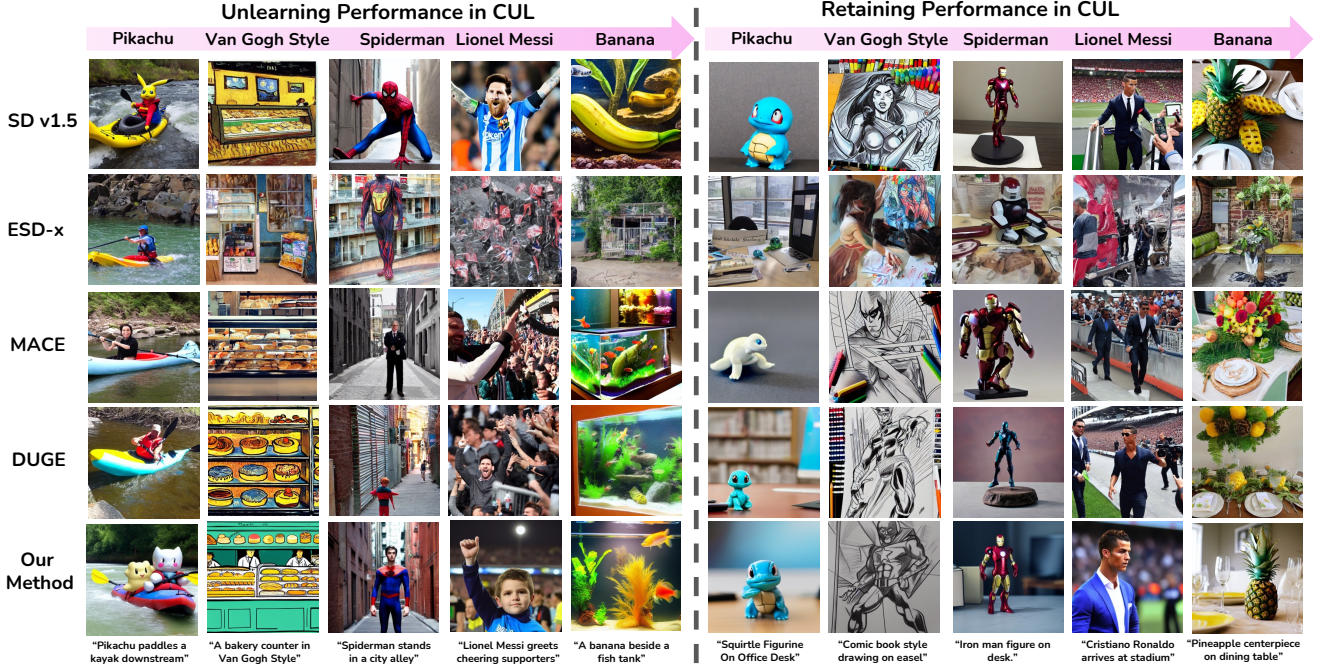 Unlearning Performance in CUL
Retaining Performance in CUL
Pikachu
Van Gogh Style
Spiderman
Lionel Messi
Banana
Pikachu
Van Gogh Style
Spiderman
Lionel Messi
Banana
SD v1.5
ESD-x
MACE
DUGE
Our
Method
“Pikachu paddles a
kayak downstream”
“A bakery counter in
Van Gogh Style”
“Spiderman stands
in a city alley”
“Lionel Messi greets
cheering supporters”
“A banana beside a
fish tank”
“Squirtle Figurine
On Office Desk”
“Comic book style
drawing on easel”
“Iron man figure on
desk.”
“Cristiano Ronaldo
arrives at stadium”
“Pineapple centerpiece
on dining table”